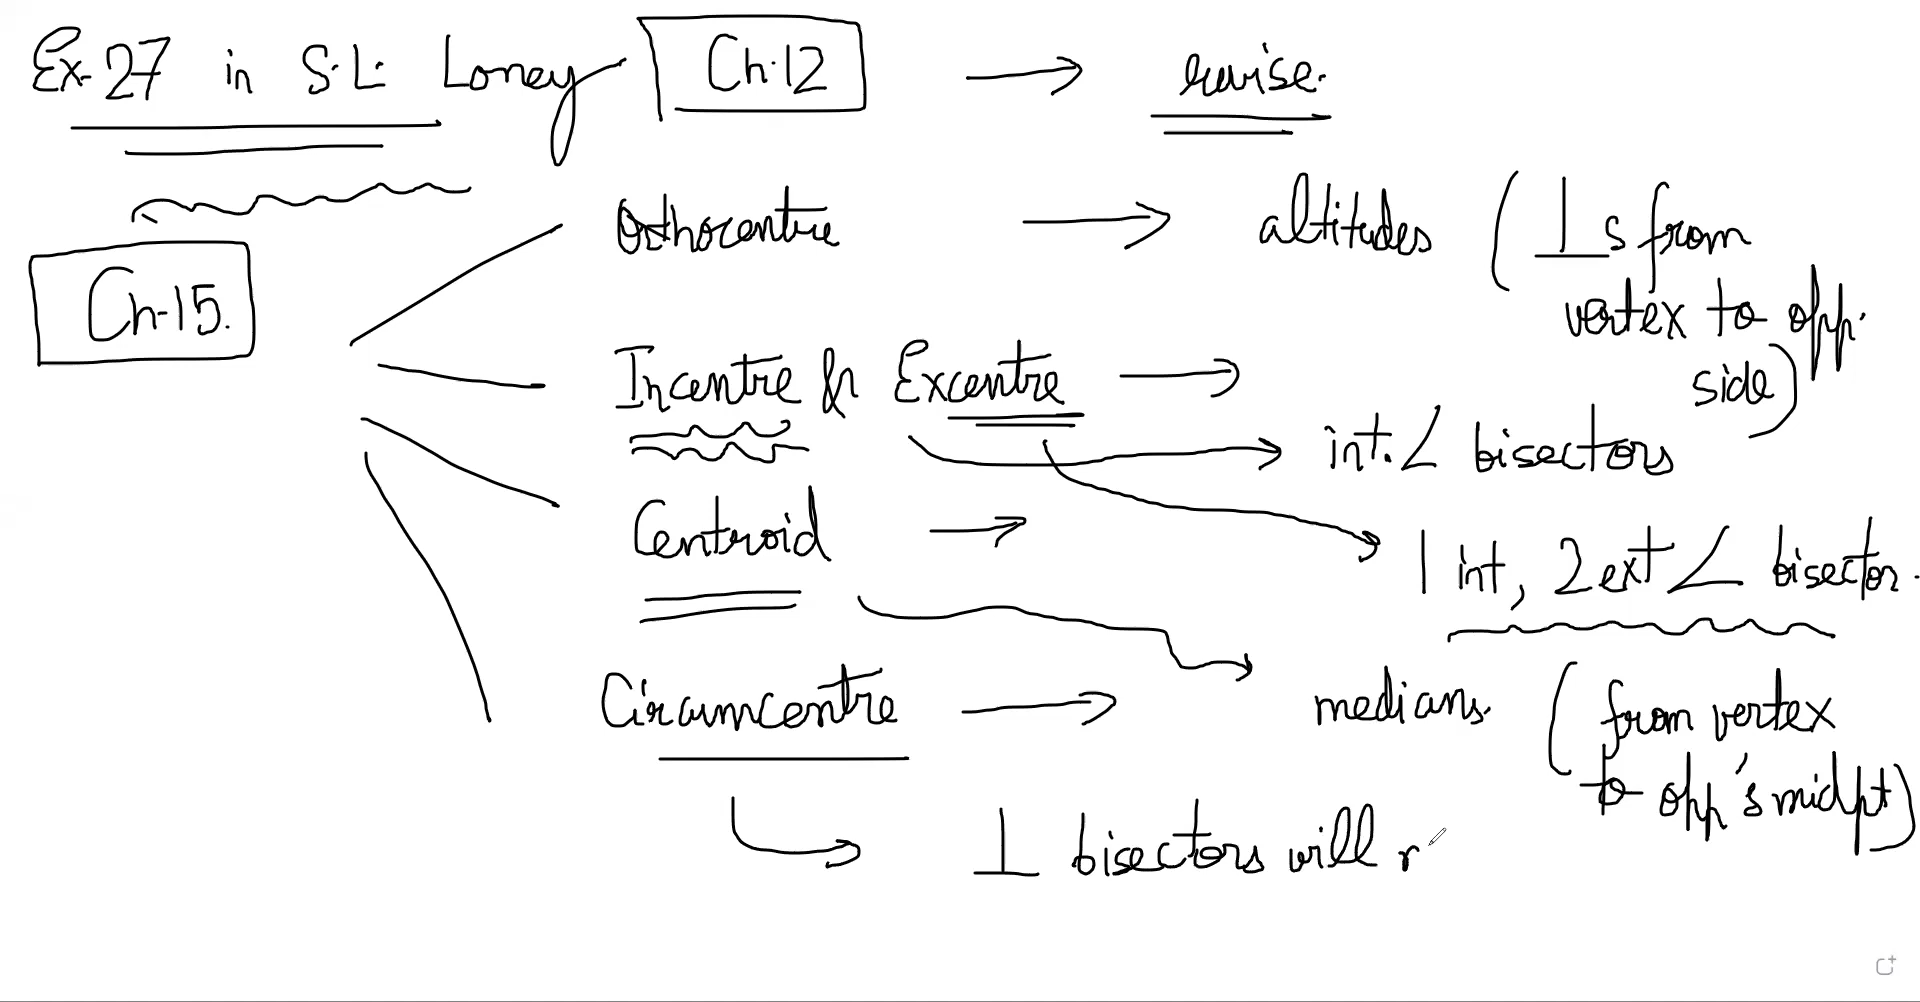 Ex-27 in S.L. Loney Ch.12 → revise.
Ch-15.
Orthocentre → altitudes (⊥s from
vertex to opp.
side)
Incentre & Excentre →
int. ∠ bisectors
Centroid →
1 int, 2 ext ∠ bisector.
Circumcentre → medians. (from vertex
to opp's midpt)
⊥ bisectors will r